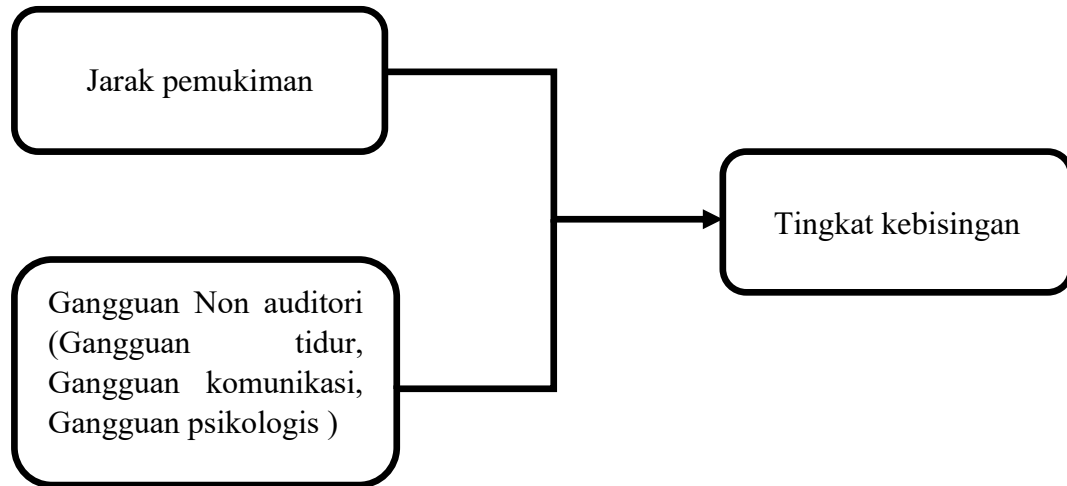 Jarak pemukiman
Tingkat kebisingan
Gangguan Non auditori
(Gangguan tidur,
Gangguan komunikasi,
Gangguan psikologis )